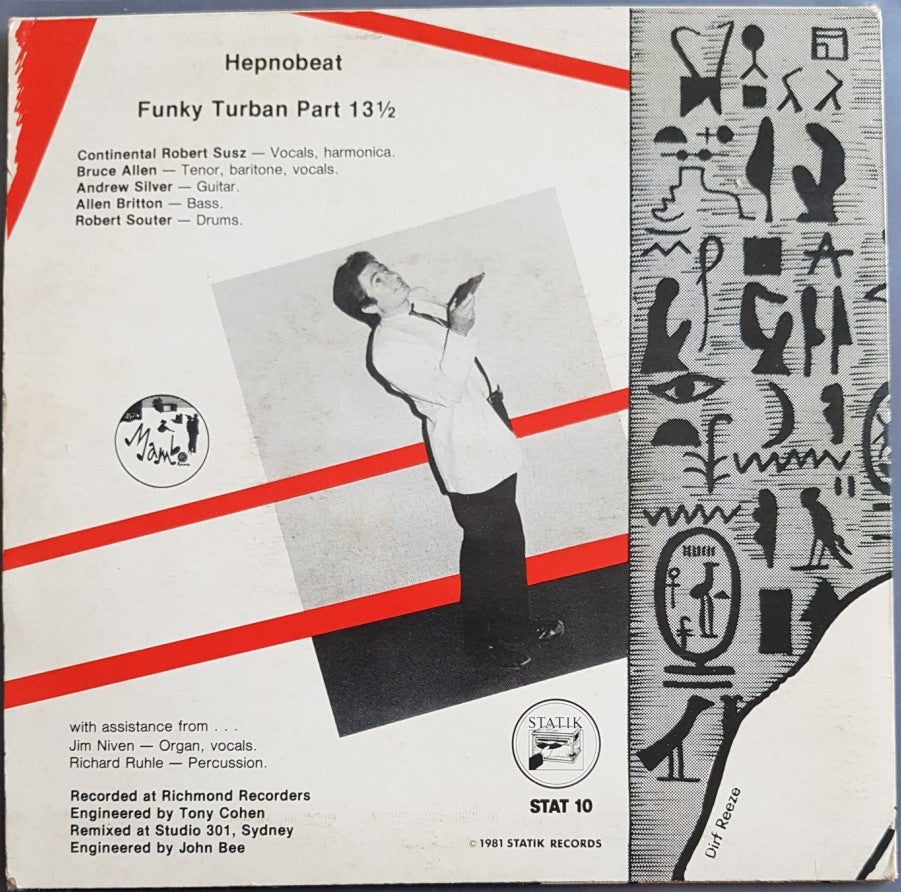 Hepnobeat
Funky Turban Part 13½
Continental Robert Susz — Vocals, harmonica.
Bruce Allen — Tenor, baritone, vocals.
Andrew Silver — Guitar.
Allen Britton — Bass.
Robert Souter — Drums.
Mambo
with assistance from . . .
Jim Niven — Organ, vocals.
Richard Ruhle — Percussion.
Recorded at Richmond Recorders
Engineered by Tony Cohen
Remixed at Studio 301, Sydney
Engineered by John Bee
STATIK
STAT 10
© 1981 STATIK RECORDS
Dirf Reeze